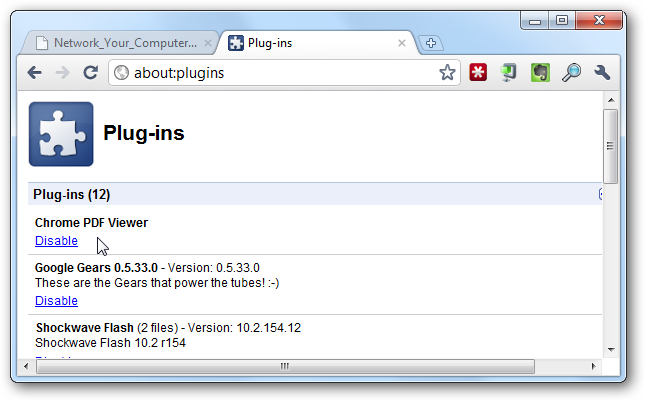 Network_Your_Computer...
Plug-ins
about:plugins
Plug-ins
Plug-ins (12)
Chrome PDF Viewer
Disable
Google Gears 0.5.33.0 - Version: 0.5.33.0
These are the Gears that power the tubes! :-)
Disable
Shockwave Flash (2 files) - Version: 10.2.154.12
Shockwave Flash 10.2 r154